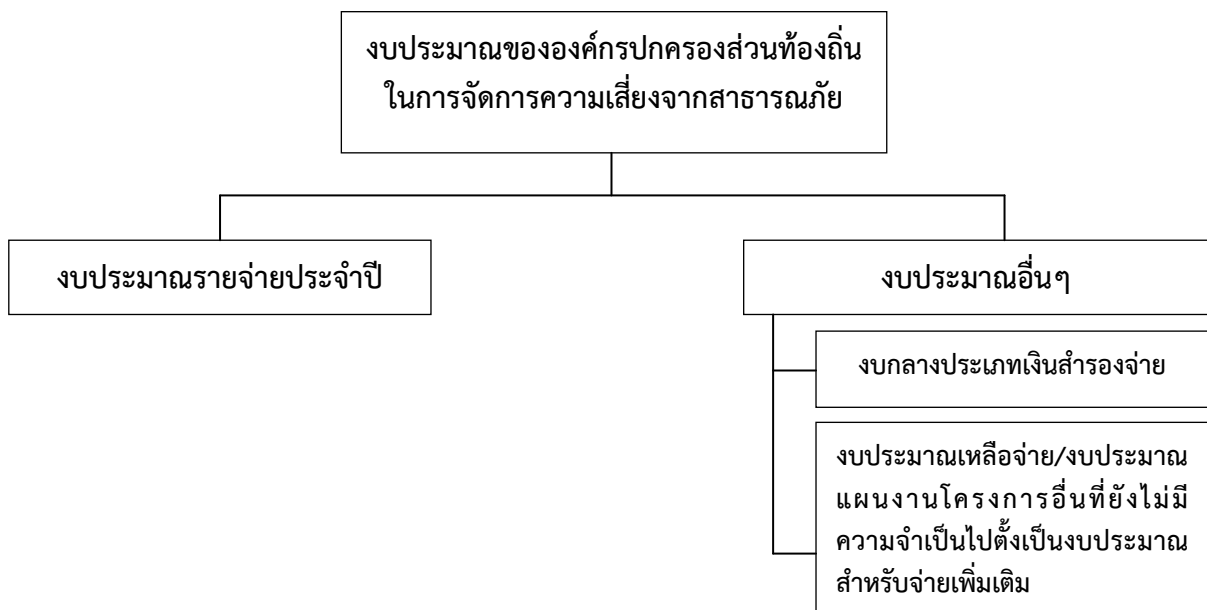 งบประมาณขององค์กรปกครองส่วนท้องถิ่น
ในการจัดการความเสี่ยงจากสาธารณภัย
งบประมาณรายจ่ายประจำปี
งบประมาณอื่นๆ
งบกลางประเภทเงินสำรองจ่าย
งบประมาณเหลือจ่าย/งบประมาณ
แผนงานโครงการอื่นที่ยังไม่มี
ความจำเป็นไปตั้งเป็นงบประมาณ
สำหรับจ่ายเพิ่มเติม